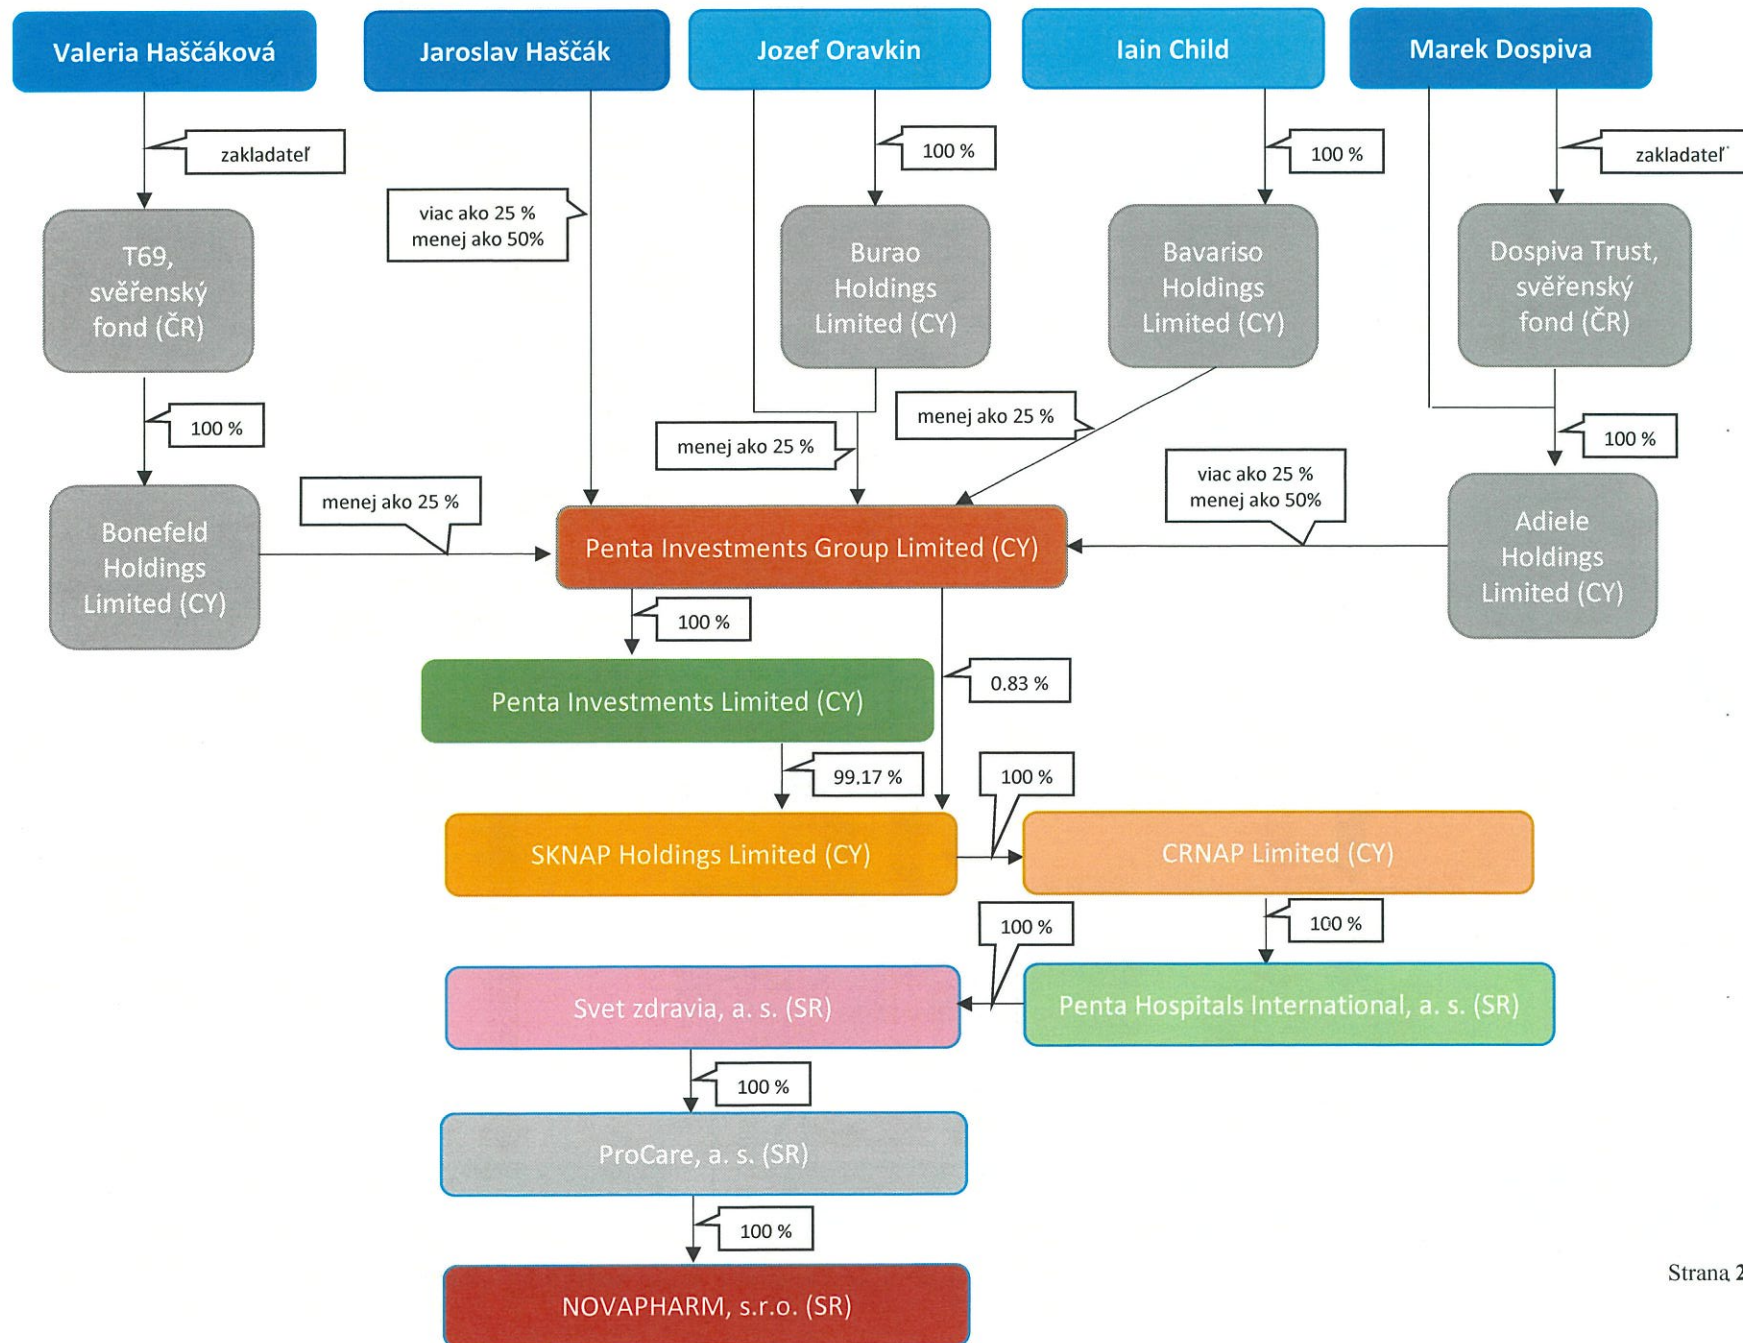 Valeria Haščáková
Jaroslav Haščák
Jozef Oravkin
Iain Child
Marek Dospiva
zakladateľ
100 %
100 %
zakladateľ
viac ako 25 %
menej ako 50%
T69,
svěřenský
fond (ČR)
Burao
Holdings
Limited (CY)
Bavariso
Holdings
Limited (CY)
Dospiva Trust,
svěřenský
fond (ČR)
100 %
menej ako 25 %
menej ako 25 %
100 %
menej ako 25 %
viac ako 25 %
menej ako 50%
Bonefeld
Holdings
Limited (CY)
Penta Investments Group Limited (CY)
Adiele
Holdings
Limited (CY)
100 %
0.83 %
Penta Investments Limited (CY)
99.17 %
100 %
SKNAP Holdings Limited (CY)
CRNAP Limited (CY)
100 %
100 %
Svet zdravia, a. s. (SR)
Penta Hospitals International, a. s. (SR)
100 %
ProCare, a. s. (SR)
100 %
NOVAPHARM, s.r.o. (SR)
Strana 2